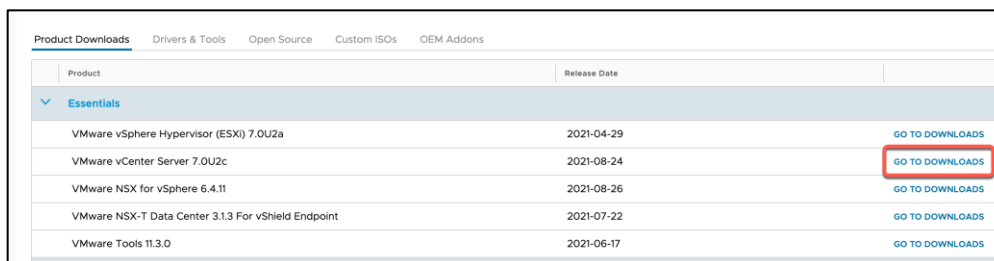 Product Downloads Drivers & Tools Open Source Custom ISOs OEM Addons
Product Release Date
Essentials
VMware vSphere Hypervisor (ESXi) 7.0U2a 2021-04-29 GO TO DOWNLOADS
VMware vCenter Server 7.0U2c 2021-08-24 GO TO DOWNLOADS
VMware NSX for vSphere 6.4.11 2021-08-26 GO TO DOWNLOADS
VMware NSX-T Data Center 3.1.3 For vShield Endpoint 2021-07-22 GO TO DOWNLOADS
VMware Tools 11.3.0 2021-06-17 GO TO DOWNLOADS